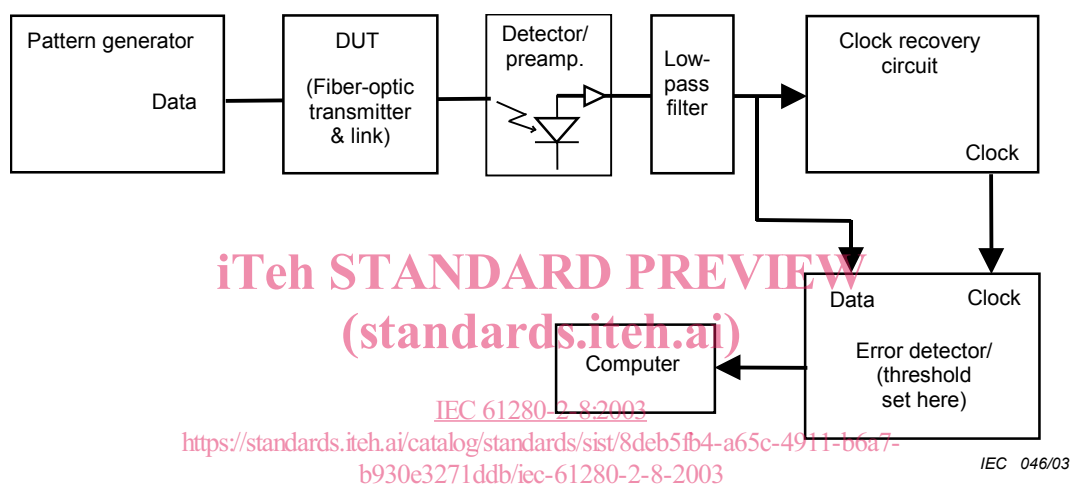 Pattern generator
Data
DUT
(Fiber-optic
transmitter
& link)
Detector/
preamp.
Low-
pass
filter
Clock recovery
circuit
Clock
Data
Clock
Error detector/
(threshold
set here)
Computer
iTeh STANDARD PREVIEW
(standards.iteh.ai)
IEC 61280-2-8:2003
https://standards.iteh.ai/catalog/standards/sist/8deb5fb4-a65c-4911-b6a7-
b930e3271ddb/iec-61280-2-8-2003
IEC 046/03